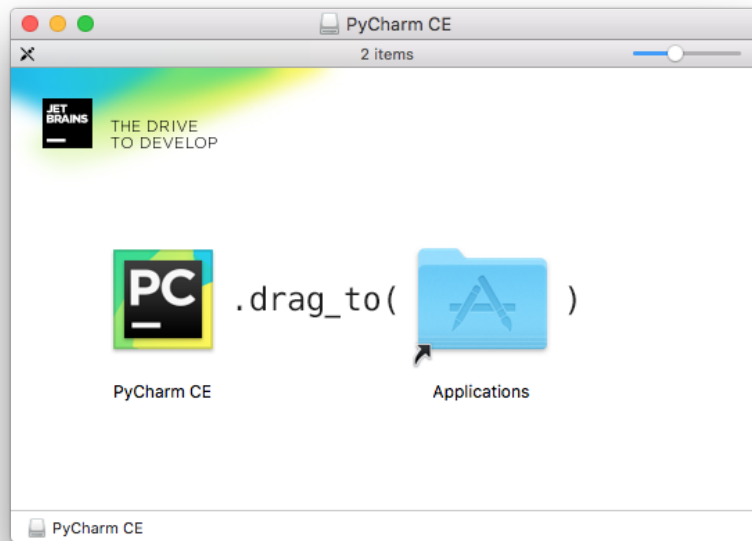 PyCharm CE
2 items
JET
BRAINS
THE DRIVE
TO DEVELOP
PC
.drag_to( )
PyCharm CE
Applications
PyCharm CE